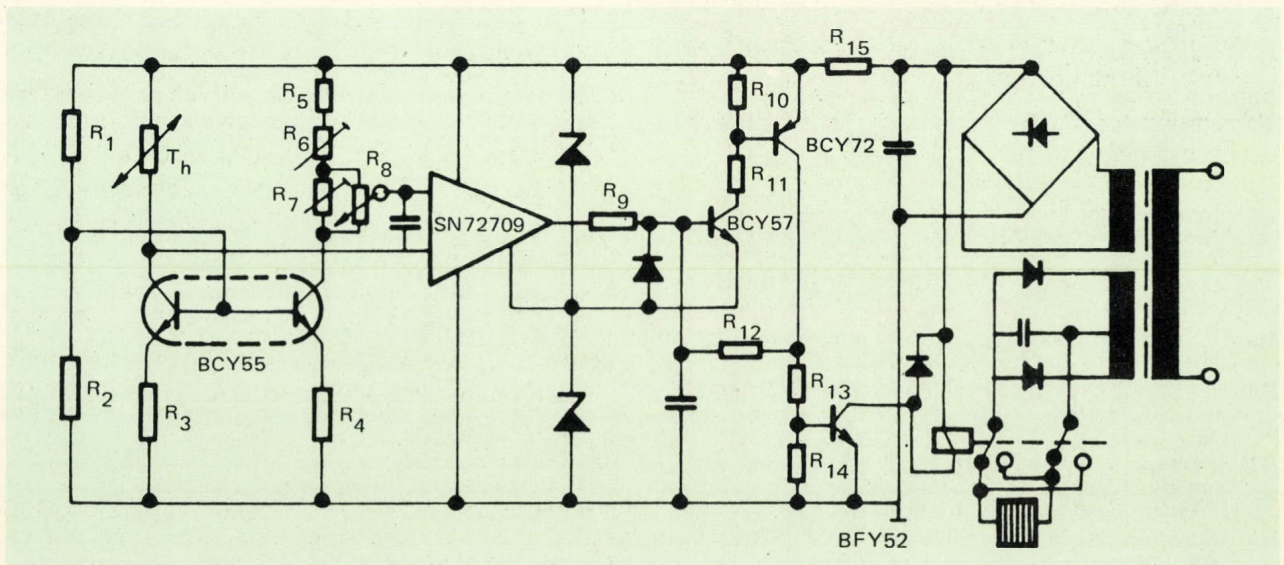 R15
R5
R10
R1
Th
R6
R8
BCY72
R7
R11
SN72709
R9
BCY57
R12
BCY55
R2
R3
R4
R13
R14
BFY52